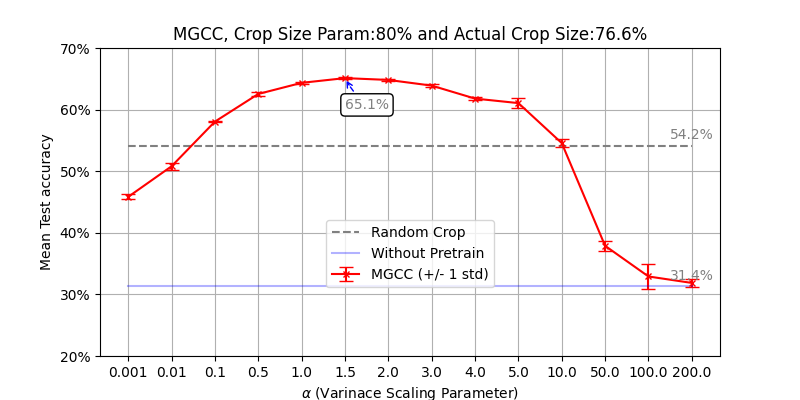 MGCC, Crop Size Param:80% and Actual Crop Size:76.6%
70%
60%
50%
40%
30%
20%
Mean Test accuracy
65.1%
54.2%
31.4%
Random Crop
Without Pretrain
MGCC (+/- 1 std)
0.001 0.01 0.1 0.5 1.0 1.5 2.0 3.0 4.0 5.0 10.0 50.0 100.0 200.0
α (Varinace Scaling Parameter)